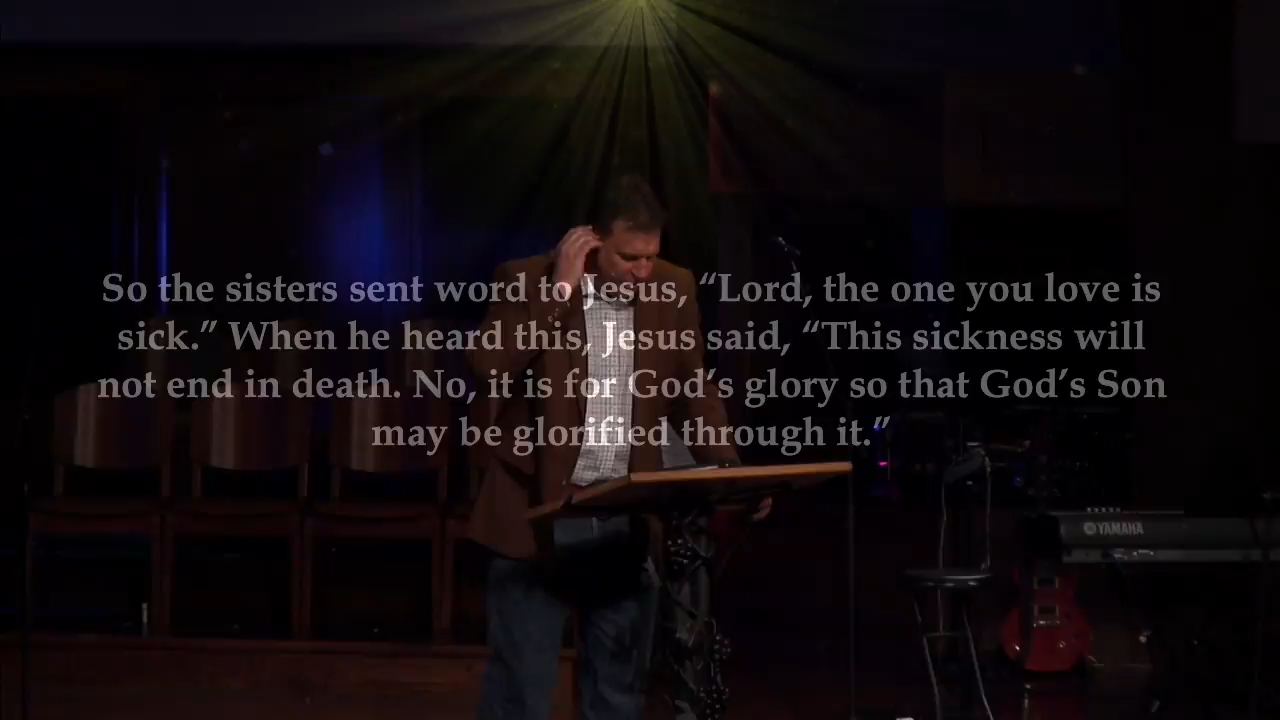 So the sisters sent word to Jesus, “Lord, the one you love is
sick.” When he heard this, Jesus said, “This sickness will
not end in death. No, it is for God’s glory so that God’s Son
may be glorified through it.”
YAMAHA